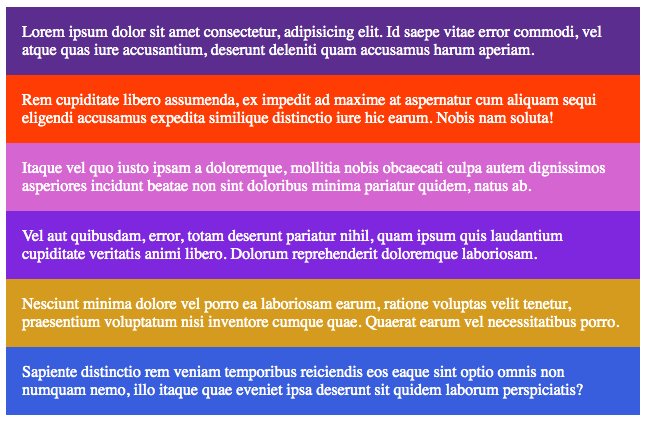 Lorem ipsum dolor sit amet consectetur, adipisicing elit. Id saepe vitae error commodi, vel
atque quas iure accusantium, deserunt deleniti quam accusamus harum aperiam.
Rem cupiditate libero assumenda, ex impedit ad maxime at aspernatur cum aliquam sequi
eligendi accusamus expedita similique distinctio iure hic earum. Nobis nam soluta!
Itaque vel quo iusto ipsam a doloremque, mollitia nobis obcaecati culpa autem dignissimos
asperiores incidunt beatae non sint doloribus minima pariatur quidem, natus ab.
Vel aut quibusdam, error, totam deserunt pariatur nihil, quam ipsum quis laudantium
cupiditate veritatis animi libero. Dolorum reprehenderit doloremque laboriosam.
Nesciunt minima dolore vel porro ea laboriosam earum, ratione voluptas velit tenetur,
praesentium voluptatum nisi inventore cumque quae. Quaerat earum vel necessitatibus porro.
Sapiente distinctio rem veniam temporibus reiciendis eos eaque sint optio omnis non
numquam nemo, illo itaque quae eveniet ipsa deserunt sit quidem laborum perspiciatis?